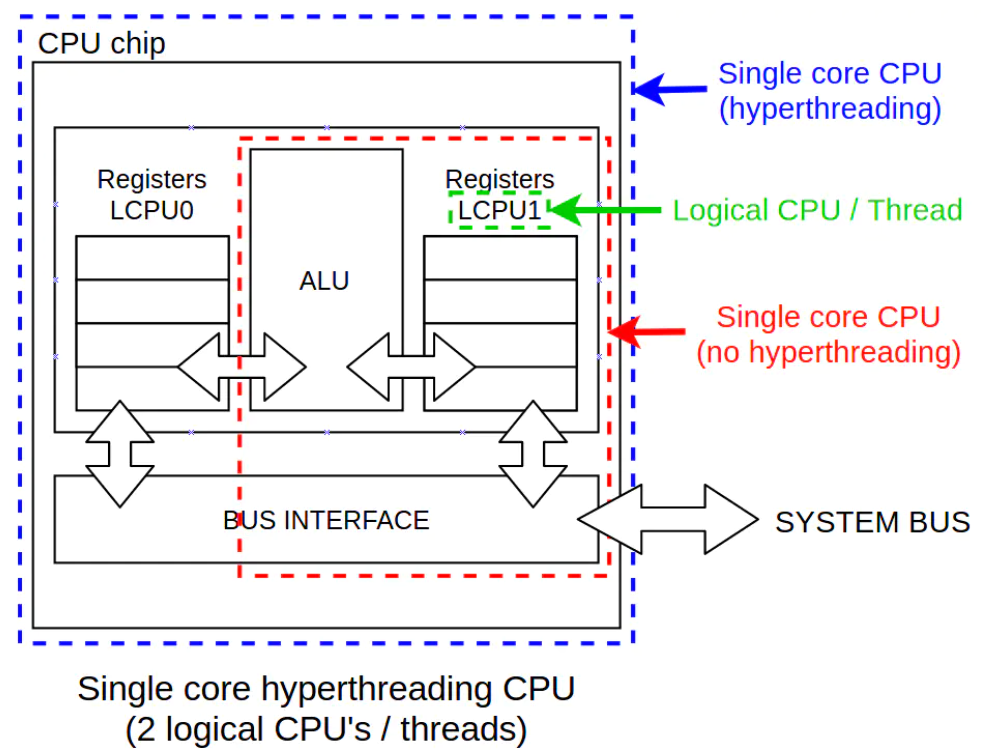 CPU chip
Single core CPU
(hyperthreading)
Registers
LCPU0
Registers
LCPU1
Logical CPU / Thread
ALU
Single core CPU
(no hyperthreading)
BUS INTERFACE
SYSTEM BUS
Single core hyperthreading CPU
(2 logical CPU's / threads)